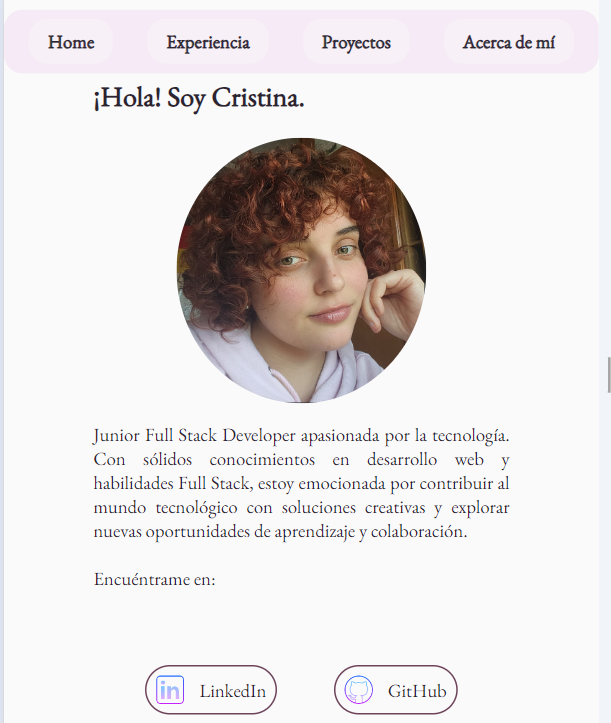 Home Experiencia Proyectos Acerca de mí
¡Hola! Soy Cristina.
Junior Full Stack Developer apasionada por la tecnología.
Con sólidos conocimientos en desarrollo web y
habilidades Full Stack, estoy emocionada por contribuir al
mundo tecnológico con soluciones creativas y explorar
nuevas oportunidades de aprendizaje y colaboración.
Encuéntrame en:
in LinkedIn GitHub